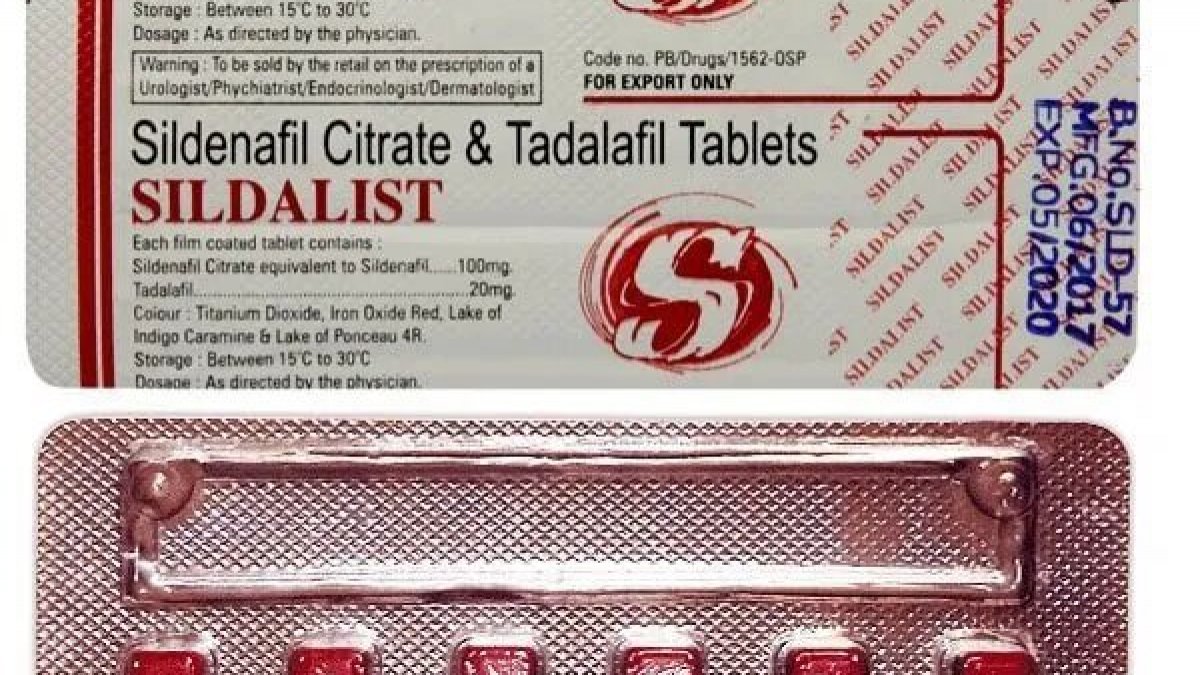 Storage : Between 15°C to 30°C
Dosage : As directed by the physician.
Warning : To be sold by the retail on the prescription of a
Urologist/Phychiatrist/Endocrinologist/Dermatologist
Code no. PB/Drugs/1562-OSP
FOR EXPORT ONLY
Sildenafil Citrate & Tadalafil Tablets
SILDALIST
Each film coated tablet contains :
Sildenafil Citrate equivalent to Sildenafil......100mg.
Tadalafil..........................................................20mg.
Colour : Titanium Dioxide, Iron Oxide Red, Lake of
Indigo Caramine & Lake of Ponceau 4R.
Storage : Between 15°C to 30°C
Dosage : As directed by the physician.
S
SILDALIST
SILDALIST
SILDALIST
SILDALIST
SILDALIST
SILDALIST
SILDALIST
B.No.SLD-57
MFG.06/2017
EXP.05/2020